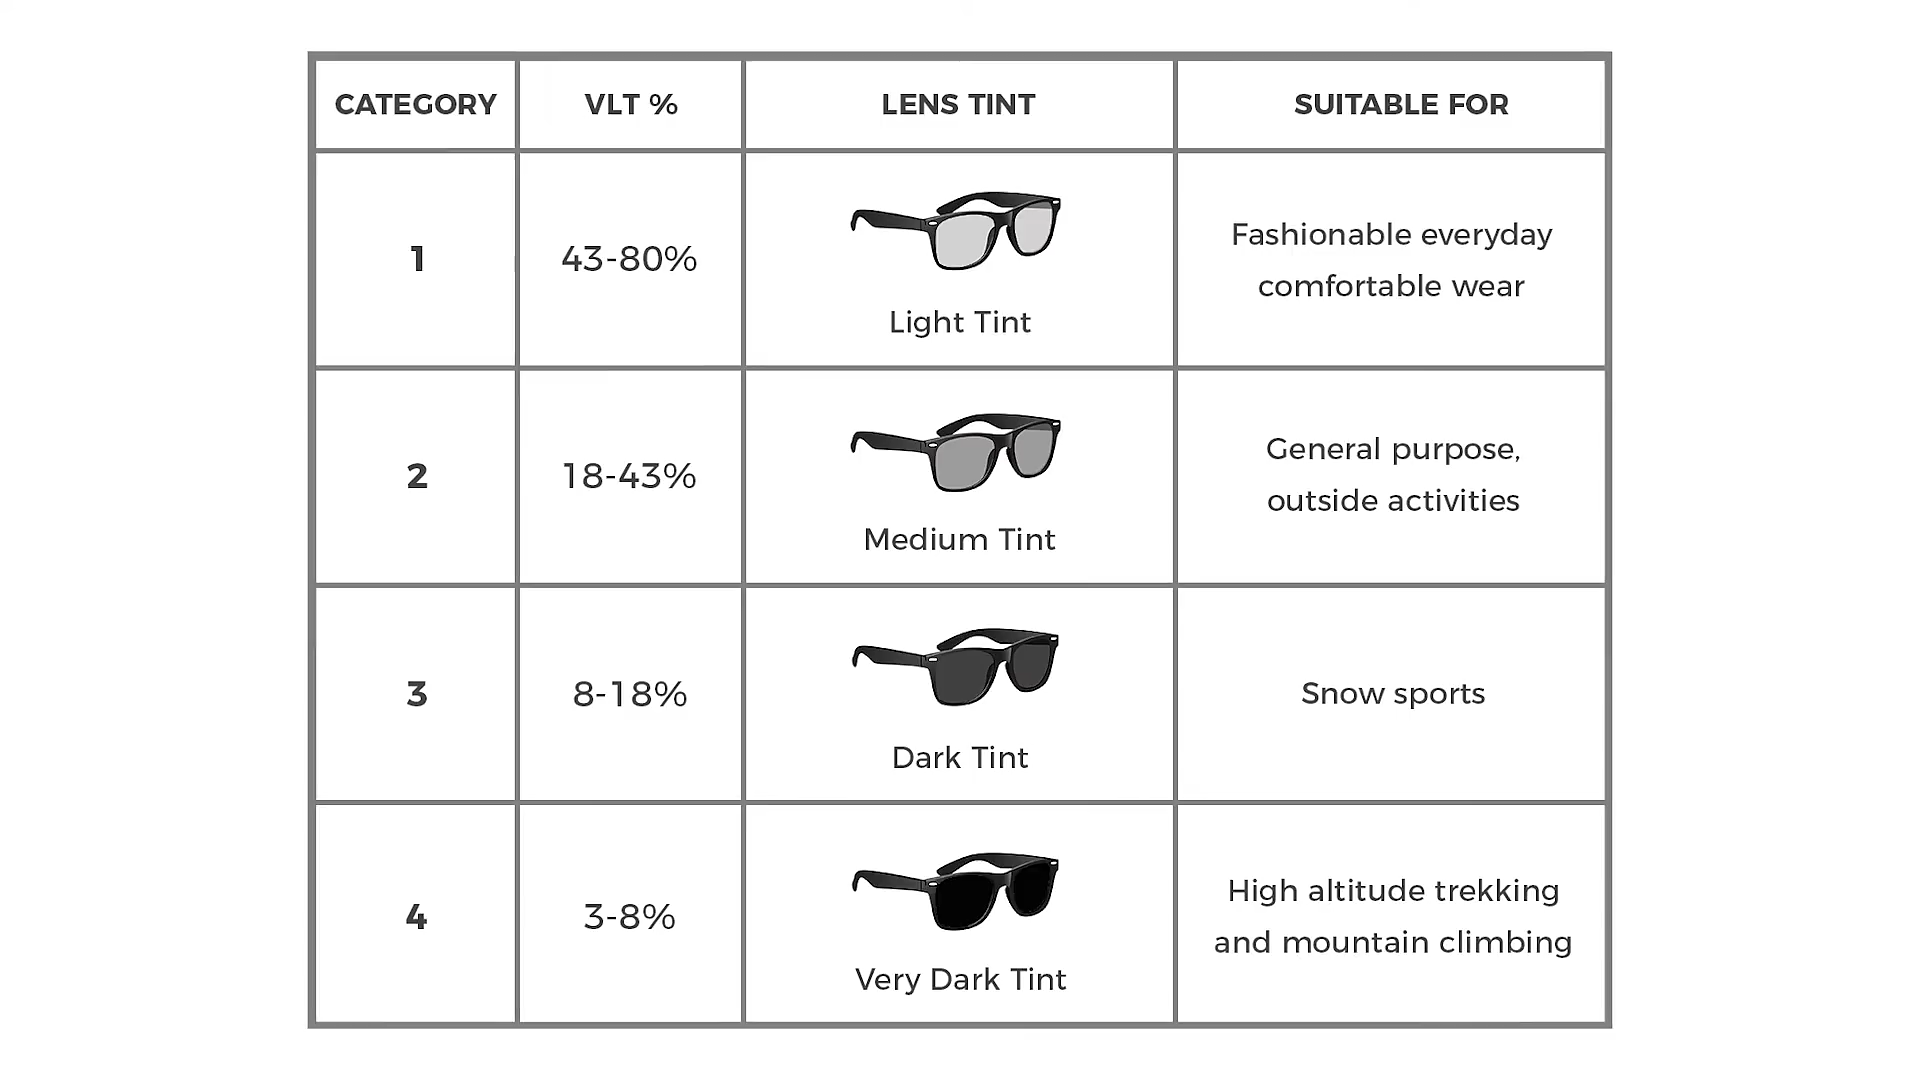 CATEGORY VLT % LENS TINT SUITABLE FOR
1 43-80% Light Tint Fashionable everyday
comfortable wear
2 18-43% Medium Tint General purpose,
outside activities
3 8-18% Dark Tint Snow sports
4 3-8% Very Dark Tint High altitude trekking
and mountain climbing